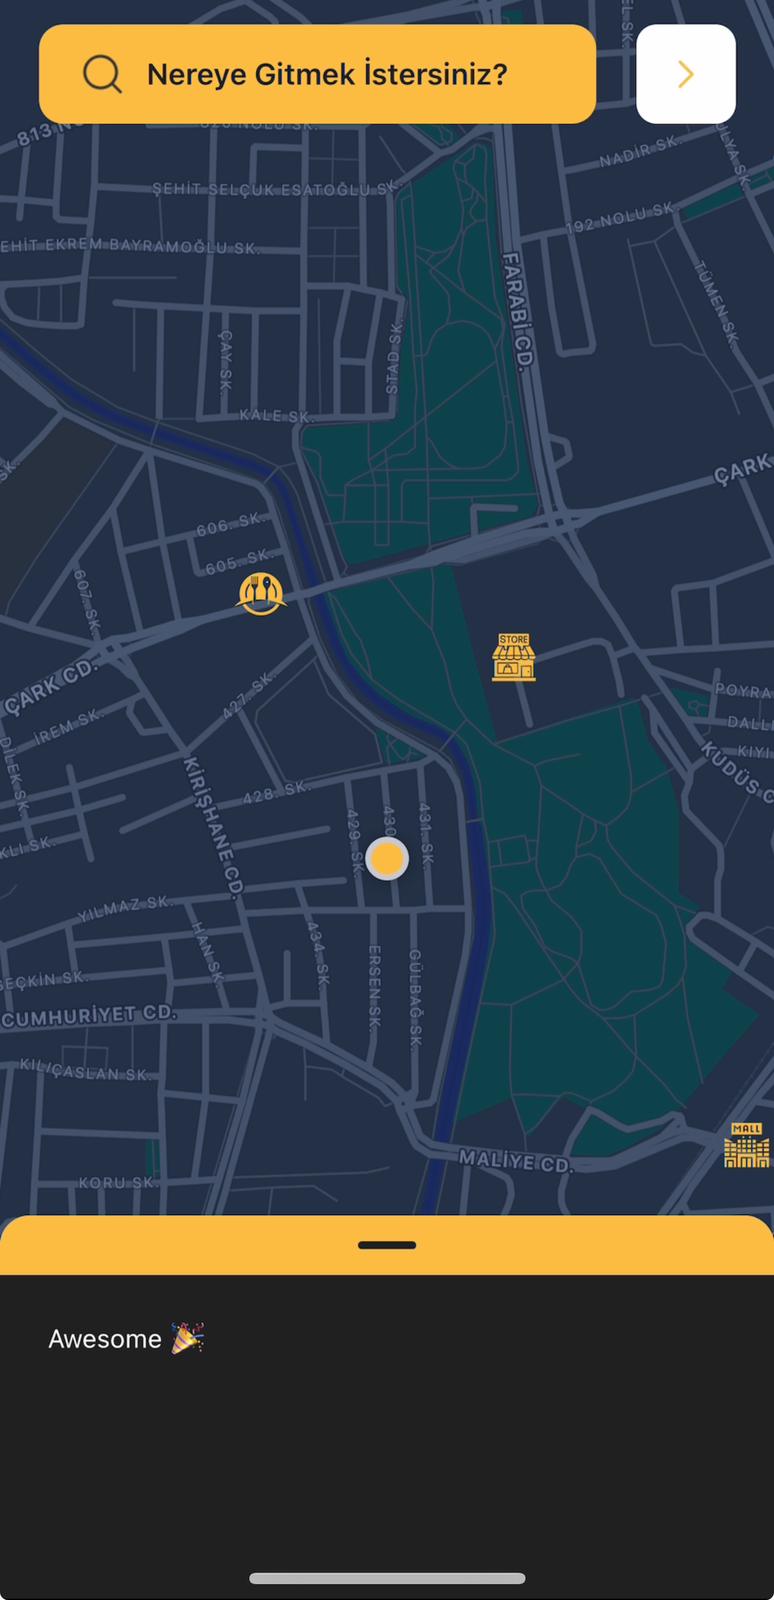 Nereye Gitmek İstersiniz?
813 N
NOLU SK.
NADİR SK.
ŞEHİT SELÇUK ESATOĞLU SK.
192 NOLU SK.
EHİT EKREM BAYRAMOĞLU SK.
FARABİ CD.
TÜMEN SK.
ÇAY SK.
STAD SK.
KALE SK.
ÇARK
606. SK.
605. SK.
607. SK.
STORE
ÇARK CD.
427. SK.
POYRA
İREM SK.
DALL
DİLEK SK.
KIYI
KUDÜS C
KİRİŞHANE CD.
428. SK.
429. SK.
430
431. SK.
KLI SK.
YILMAZ SK.
HAN SK.
434. SK.
ERSEN SK.
GÜLBAĞ SK.
SEÇKİN SK.
CUMHURİYET CD.
KILIÇASLAN SK.
MALL
MALİYE CD.
KORU SK.
Awesome 🎉